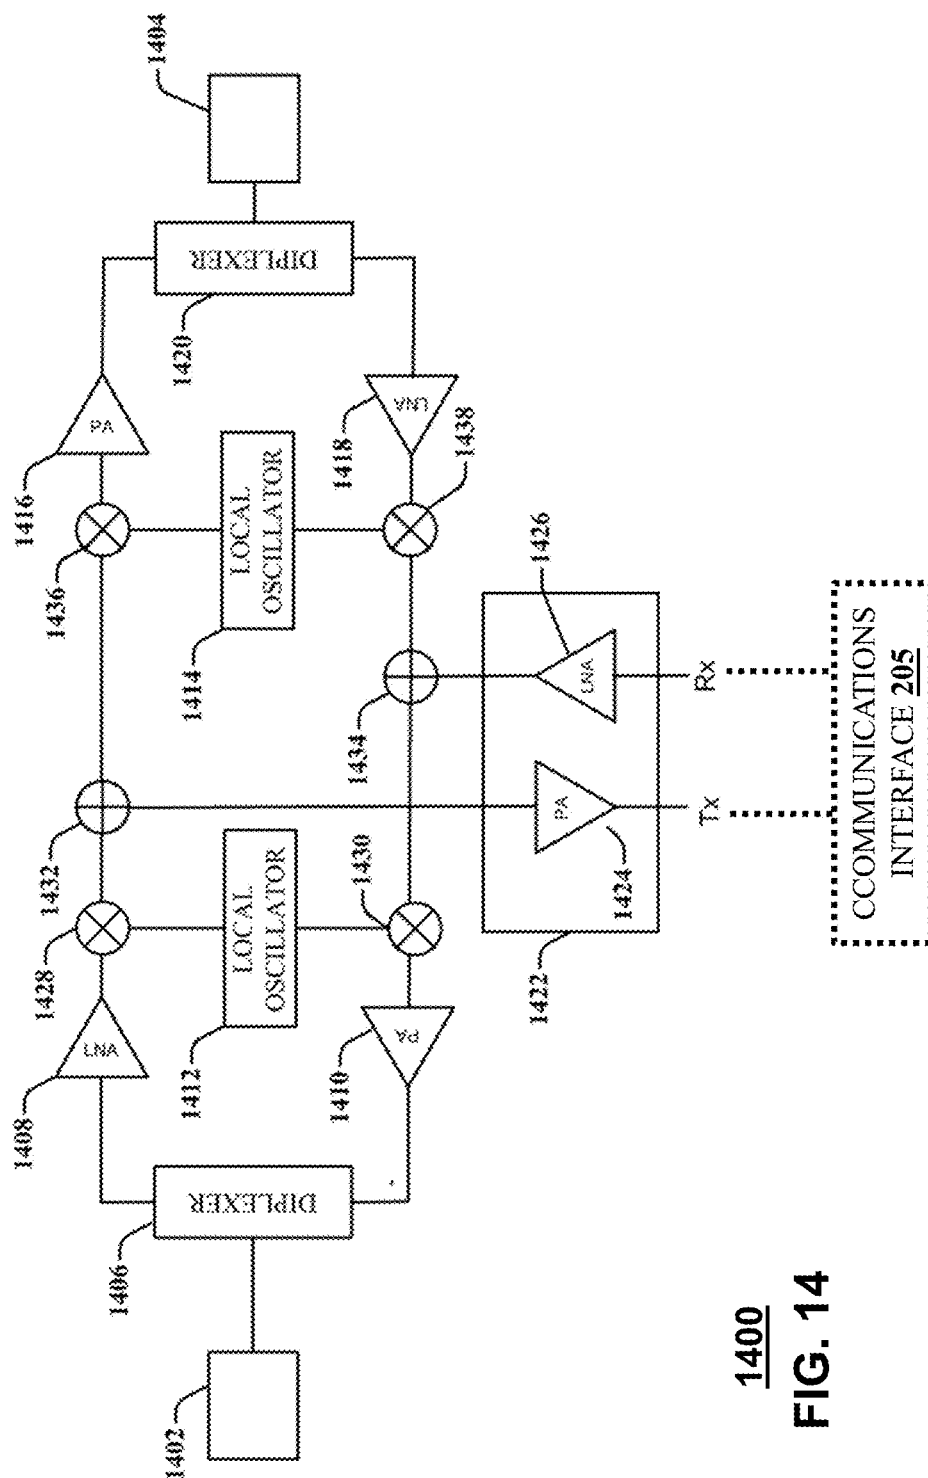 1402
1404
1406
DIPLEXER
1408
LNA
1428
1432
1436
1416
PA
1420
DIPLEXER
1412
LOCAL
OSCILLATOR
1414
LOCAL
OSCILLATOR
1410
PA
1430
1434
1438
1418
LNA
1422
PA
1424
LNA
1426
Tx
Rx
CCOMMUNICATIONS
INTERFACE 205
1400
FIG. 14